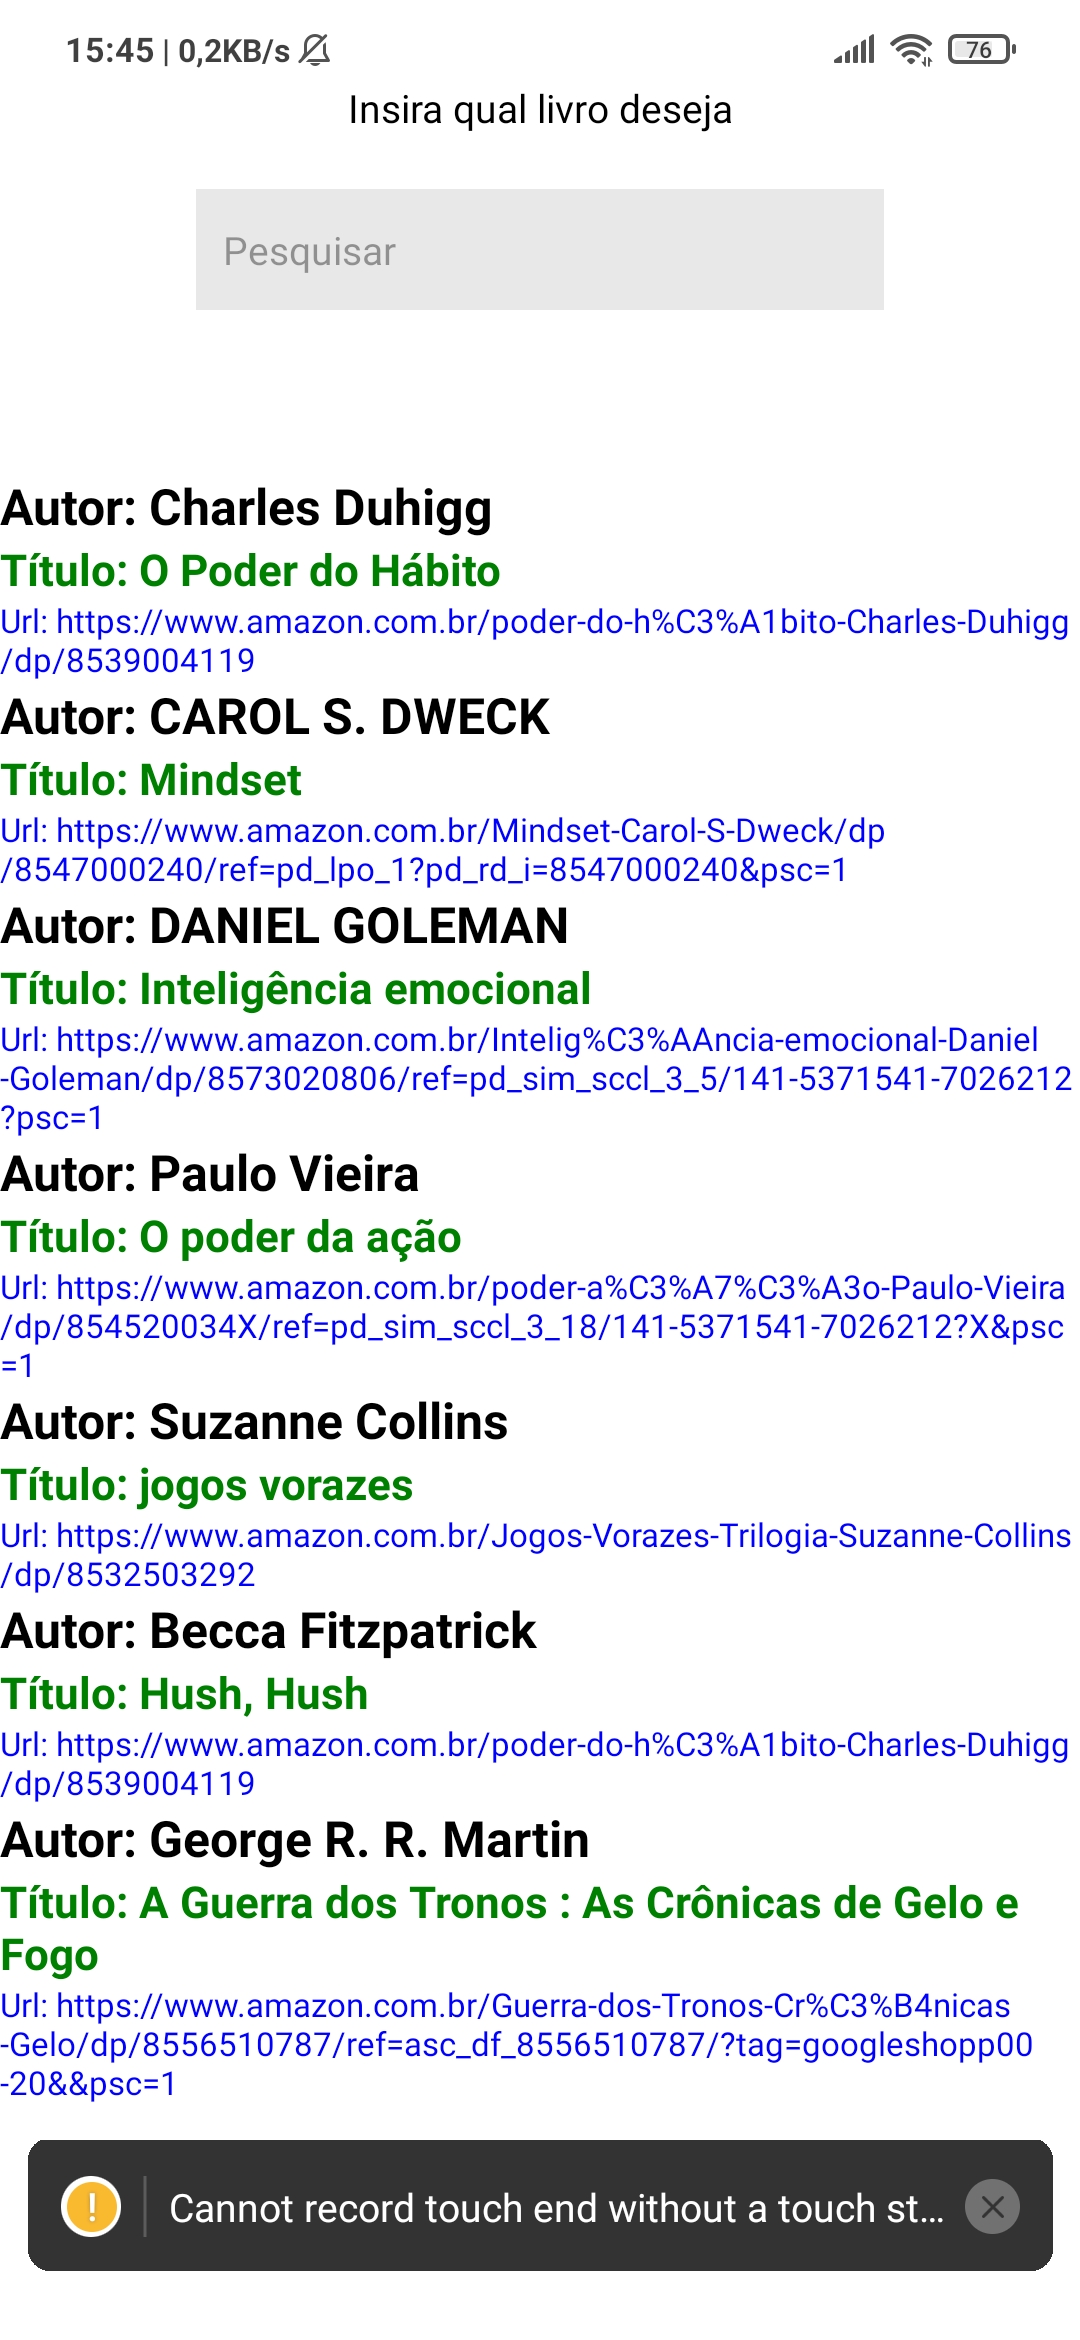 15:45 | 0,2KB/s
76
Insira qual livro deseja
Pesquisar
Autor: Charles Duhigg
Título: O Poder do Hábito
Url: https://www.amazon.com.br/poder-do-h%C3%A1bito-Charles-Duhigg
/dp/8539004119
Autor: CAROL S. DWECK
Título: Mindset
Url: https://www.amazon.com.br/Mindset-Carol-S-Dweck/dp
/8547000240/ref=pd_lpo_1?pd_rd_i=8547000240&psc=1
Autor: DANIEL GOLEMAN
Título: Inteligência emocional
Url: https://www.amazon.com.br/Intelig%C3%AAncia-emocional-Daniel
-Goleman/dp/8573020806/ref=pd_sim_sccl_3_5/141-5371541-7026212
?psc=1
Autor: Paulo Vieira
Título: O poder da ação
Url: https://www.amazon.com.br/poder-a%C3%A7%C3%A3o-Paulo-Vieira
/dp/854520034X/ref=pd_sim_sccl_3_18/141-5371541-7026212?X&psc
=1
Autor: Suzanne Collins
Título: jogos vorazes
Url: https://www.amazon.com.br/Jogos-Vorazes-Trilogia-Suzanne-Collins
/dp/8532503292
Autor: Becca Fitzpatrick
Título: Hush, Hush
Url: https://www.amazon.com.br/poder-do-h%C3%A1bito-Charles-Duhigg
/dp/8539004119
Autor: George R. R. Martin
Título: A Guerra dos Tronos : As Crônicas de Gelo e
Fogo
Url: https://www.amazon.com.br/Guerra-dos-Tronos-Cr%C3%B4nicas
-Gelo/dp/8556510787/ref=asc_df_8556510787/?tag=googleshopp00
-20&&psc=1
Cannot record touch end without a touch st...